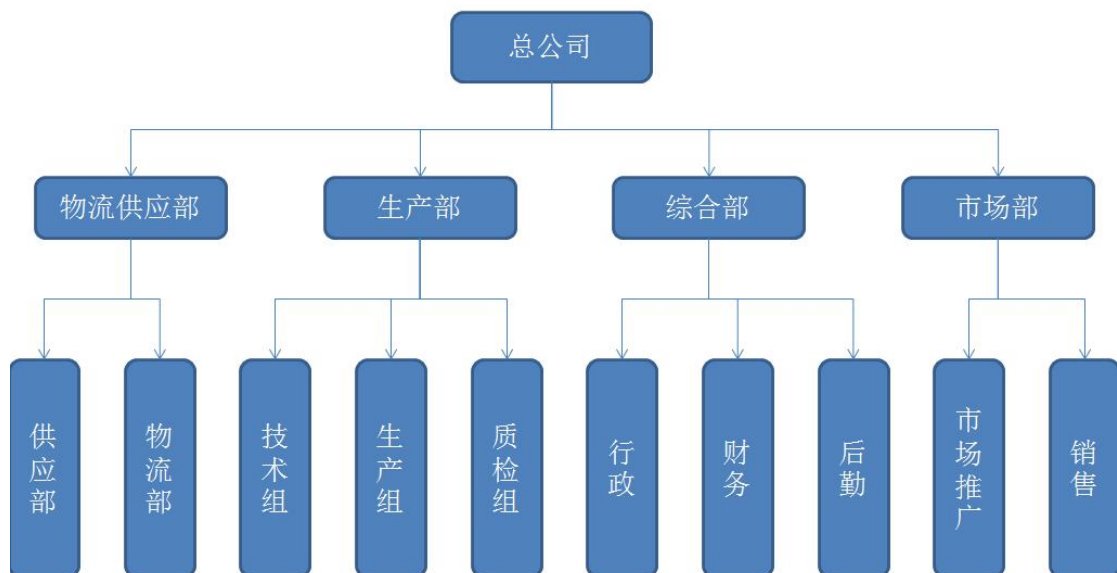 总公司
物流供应部
生产部
综合部
市场部
供应部
物流部
技术组
生产组
质检组
行政
财务
后勤
市场推广
销售